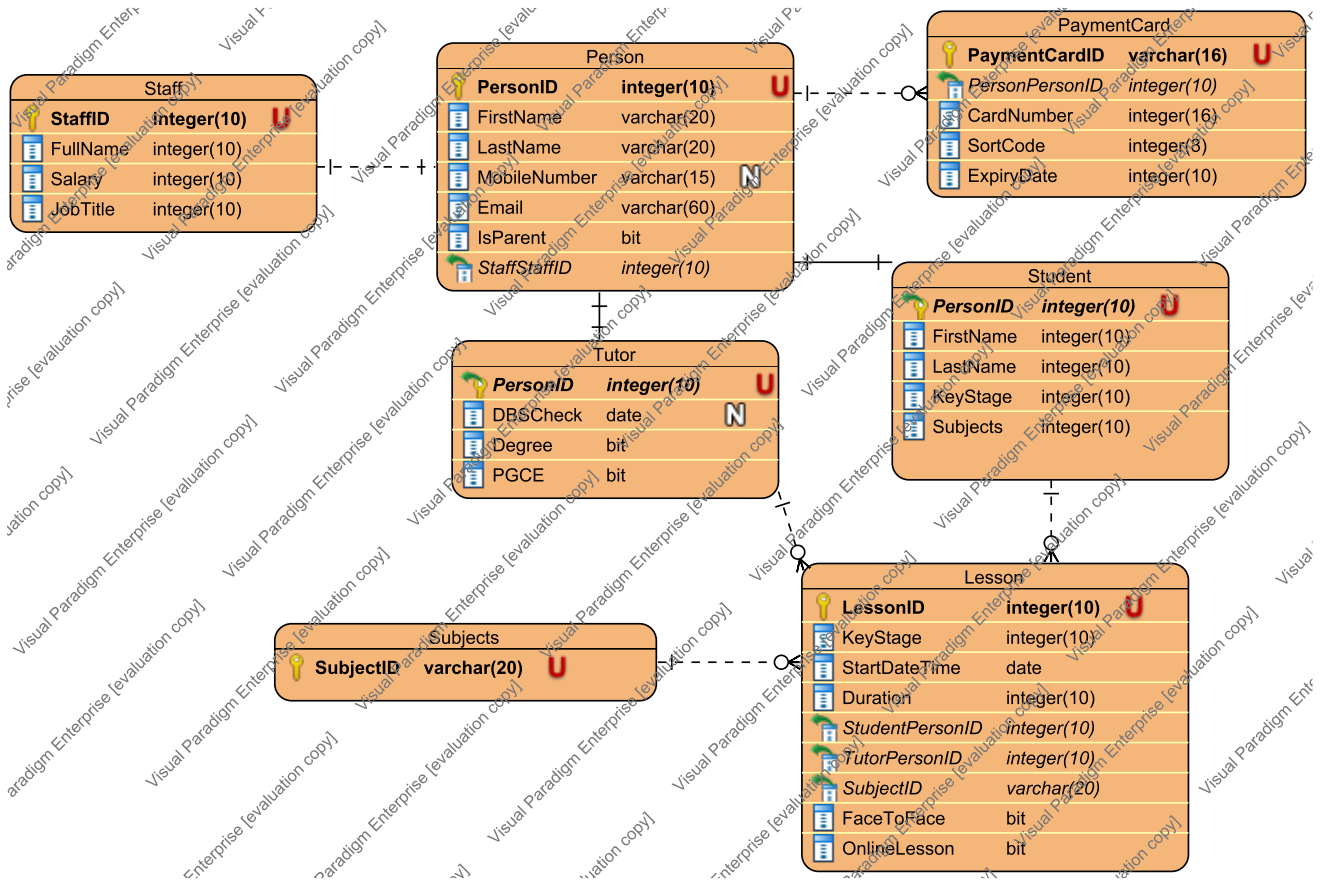 Staff
StaffID integer(10) U
FullName integer(10)
Salary integer(10)
JobTitle integer(10)
Person
PersonID integer(10) U
FirstName varchar(20)
LastName varchar(20)
MobileNumber varchar(15) N
Email varchar(60)
IsParent bit
StaffStaffID integer(10)
PaymentCard
PaymentCardID varchar(16) U
PersonPersonID integer(10)
CardNumber integer(16)
SortCode integer(8)
ExpiryDate integer(10)
Student
PersonID integer(10) U
FirstName integer(10)
LastName integer(10)
KeyStage integer(10)
Subjects integer(10)
Tutor
PersonID integer(10) U
DBSCheck date N
Degree bit
PGCE bit
Subjects
SubjectID varchar(20) U
Lesson
LessonID integer(10) U
KeyStage integer(10)
StartDateTime date
Duration integer(10)
StudentPersonID integer(10)
TutorPersonID integer(10)
SubjectID varchar(20)
FaceToFace bit
OnlineLesson bit
Visual Paradigm Enterprise [evaluation copy]